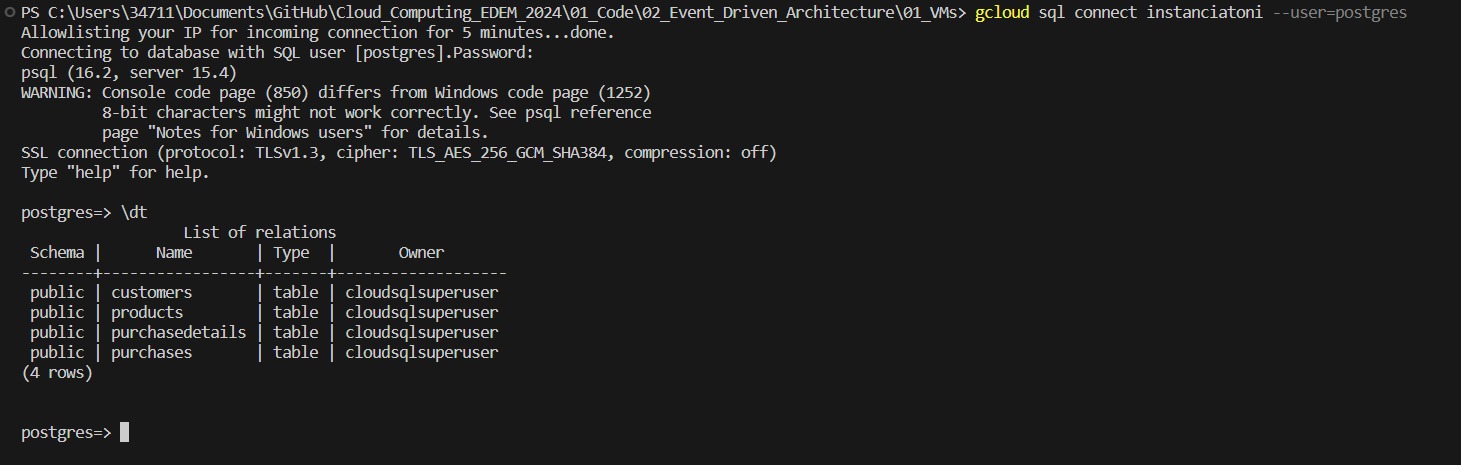 PS C:\Users\34711\Documents\GitHub\Cloud_Computing_EDEM_2024\01_Code\02_Event_Driven_Architecture\01_VMs> gcloud sql connect instanciatoni --user=postgres
Allowlisting your IP for incoming connection for 5 minutes...done.
Connecting to database with SQL user [postgres].Password:
psql (16.2, server 15.4)
WARNING: Console code page (850) differs from Windows code page (1252)
         8-bit characters might not work correctly. See psql reference
         page "Notes for Windows users" for details.
SSL connection (protocol: TLSv1.3, cipher: TLS_AES_256_GCM_SHA384, compression: off)
Type "help" for help.

postgres=> \dt
                  List of relations
 Schema |      Name       | Type  |       Owner
--------+-----------------+-------+-------------------
 public | customers       | table | cloudsqlsuperuser
 public | products        | table | cloudsqlsuperuser
 public | purchasedetails | table | cloudsqlsuperuser
 public | purchases       | table | cloudsqlsuperuser
(4 rows)

postgres=>